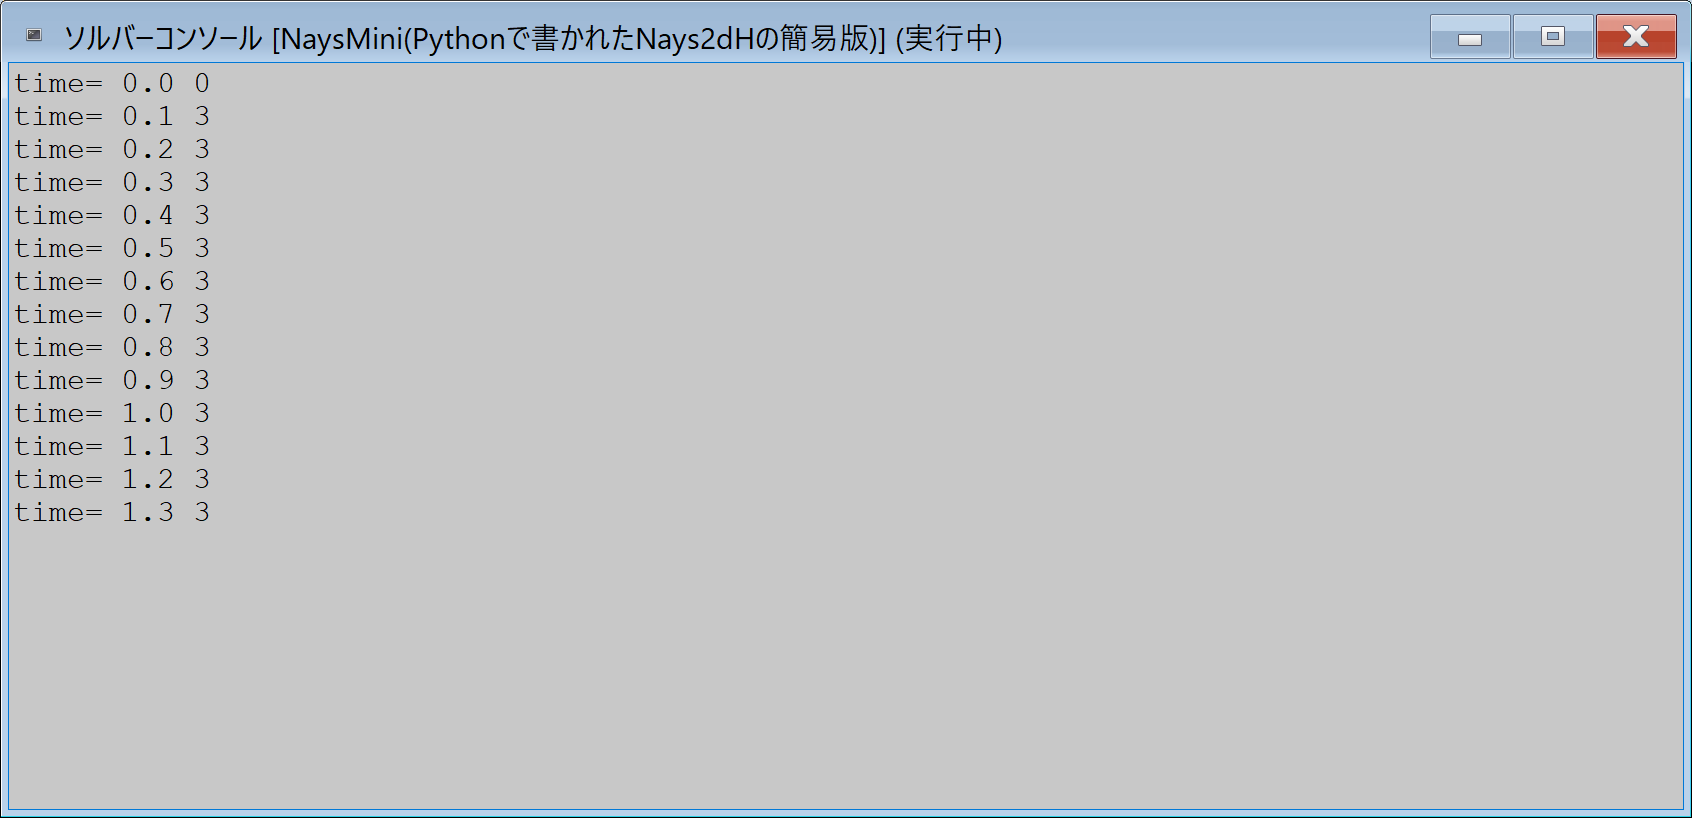 ソルバーコンソール [NaysMini(Pythonで書かれたNays2dHの簡易版)] (実行中)
time= 0.0 0
time= 0.1 3
time= 0.2 3
time= 0.3 3
time= 0.4 3
time= 0.5 3
time= 0.6 3
time= 0.7 3
time= 0.8 3
time= 0.9 3
time= 1.0 3
time= 1.1 3
time= 1.2 3
time= 1.3 3